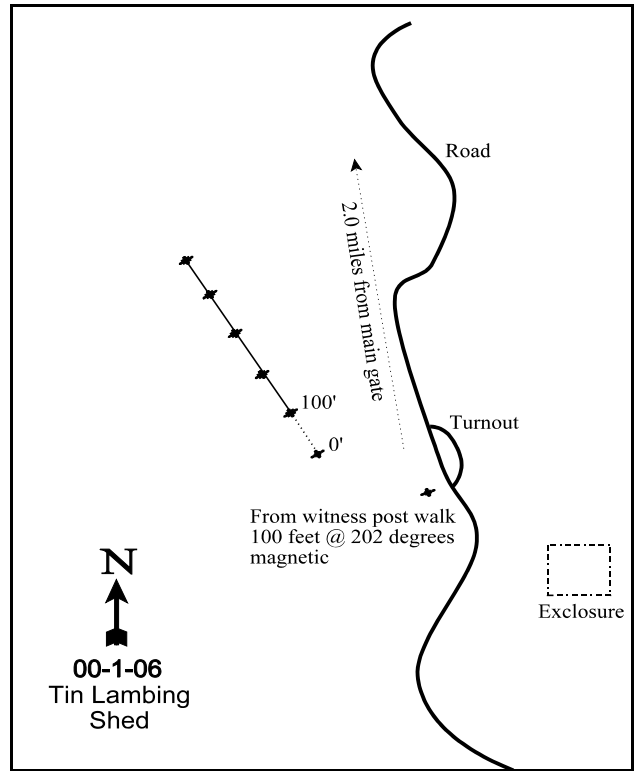 Road
2.0 miles from main gate
100'
Turnout
0'
From witness post walk
100 feet @ 202 degrees
magnetic
N
Exclosure
00-1-06
Tin Lambing
Shed